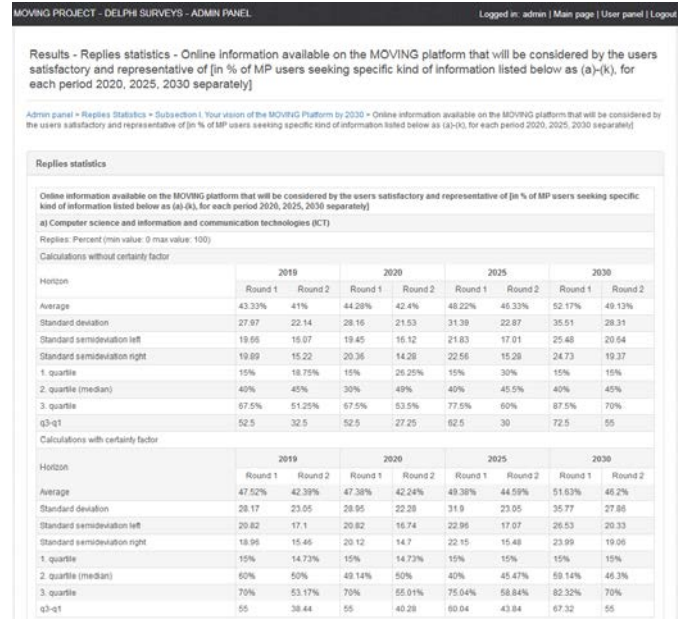 MOVING PROJECT - DELPHI SURVEYS - ADMIN PANEL Logged in: admin | Main page | User panel | Logout
Results - Replies statistics - Online information available on the MOVING platform that will be considered by the users
satisfactory and representative of [in % of MP users seeking specific kind of information listed below as (a)-(k), for
each period 2020, 2025, 2030 separately]
Admin panel » Replies Statistics » Subsection I. Your vision of the MOVING Platform by 2030 » Online information available on the MOVING platform that will be considered by
the users satisfactory and representative of [in % of MP users seeking specific kind of information listed below as (a)-(k), for each period 2020, 2025, 2030 separately]
Replies statistics
Online information available on the MOVING platform that will be considered by the users satisfactory and representative of [in % of MP users seeking specific
kind of information listed below as (a)-(k), for each period 2020, 2025, 2030 separately]
a) Computer science and information and communication technologies (ICT)
Replies: Percent (min value: 0 max value: 100)
Calculations without certainty factor
Horizon 2019 2020 2025 2030
Round 1 Round 2 Round 1 Round 2 Round 1 Round 2 Round 1 Round 2
Average 43.33% 41% 44.28% 42.4% 48.22% 46.33% 52.17% 49.13%
Standard deviation 27.97 22.14 28.16 21.53 31.39 22.87 35.51 28.31
Standard semideviation left 19.66 16.07 19.45 16.12 21.83 17.01 25.48 20.64
Standard semideviation right 19.89 15.22 20.36 14.28 22.56 15.28 24.73 19.37
1. quartile 15% 18.75% 15% 26.25% 15% 30% 15% 15%
2. quartile (median) 40% 45% 30% 49% 40% 45.5% 40% 45%
3. quartile 67.5% 51.25% 67.5% 53.5% 77.5% 60% 87.5% 70%
q3-q1 52.5 32.5 52.5 27.25 62.5 30 72.5 55
Calculations with certainty factor
Horizon 2019 2020 2025 2030
Round 1 Round 2 Round 1 Round 2 Round 1 Round 2 Round 1 Round 2
Average 47.52% 42.39% 47.38% 42.24% 49.38% 44.59% 51.63% 46.2%
Standard deviation 28.17 23.05 28.95 22.28 31.9 23.05 35.77 27.86
Standard semideviation left 20.82 17.1 20.82 16.74 22.96 17.07 26.53 20.33
Standard semideviation right 18.96 15.46 20.12 14.7 22.15 15.48 23.99 19.06
1. quartile 15% 14.73% 15% 14.73% 15% 15% 15% 15%
2. quartile (median) 60% 50% 49.14% 50% 40% 45.47% 59.14% 46.3%
3. quartile 70% 53.17% 70% 55.01% 75.04% 58.84% 82.32% 70%
q3-q1 55 38.44 55 40.28 60.04 43.84 67.32 55